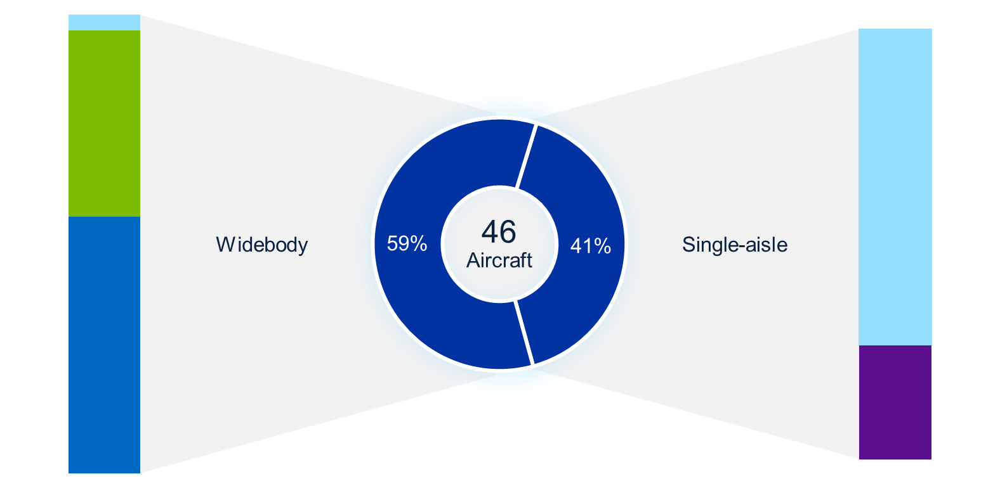 Widebody
59%
46
Aircraft
41%
Single-aisle